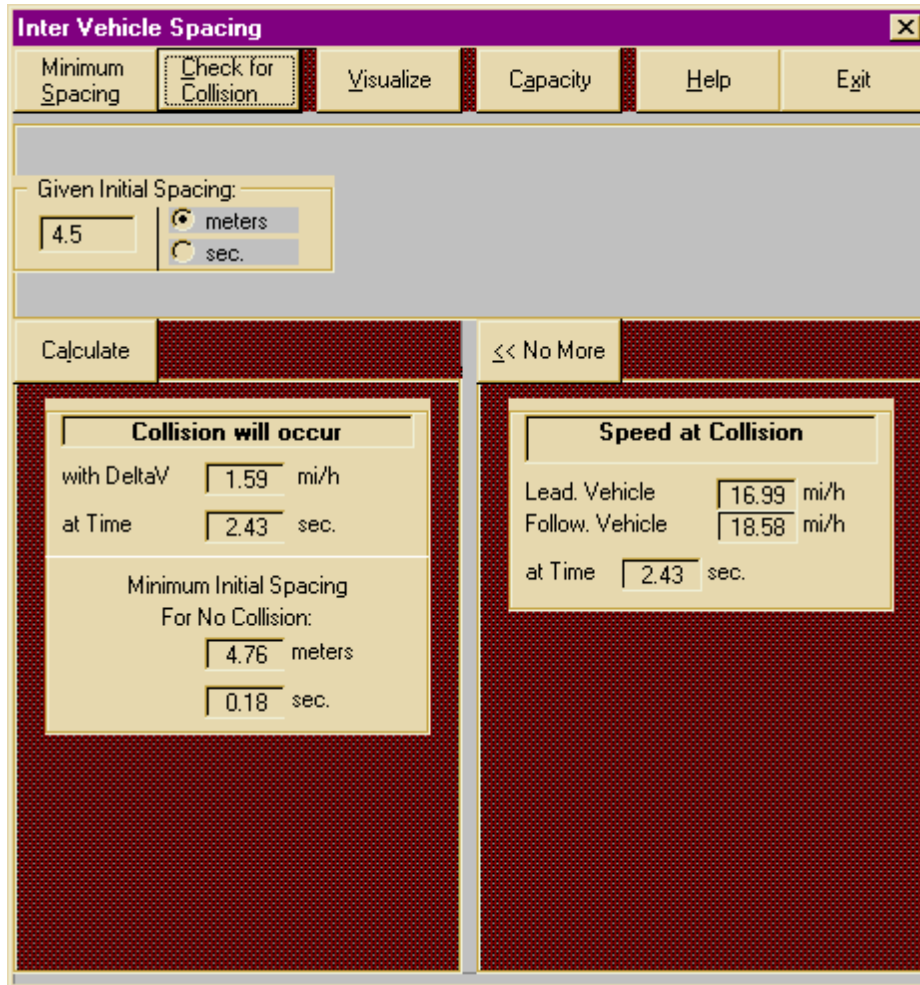 Inter Vehicle Spacing
Minimum Spacing
Check for Collision
Visualize
Capacity
Help
Exit
Given Initial Spacing:
4.5
meters
sec.
Calculate
<< No More
Collision will occur
with DeltaV 1.59 mi/h
at Time 2.43 sec.
Minimum Initial Spacing
For No Collision:
4.76 meters
0.18 sec.
Speed at Collision
Lead. Vehicle 16.99 mi/h
Follow. Vehicle 18.58 mi/h
at Time 2.43 sec.